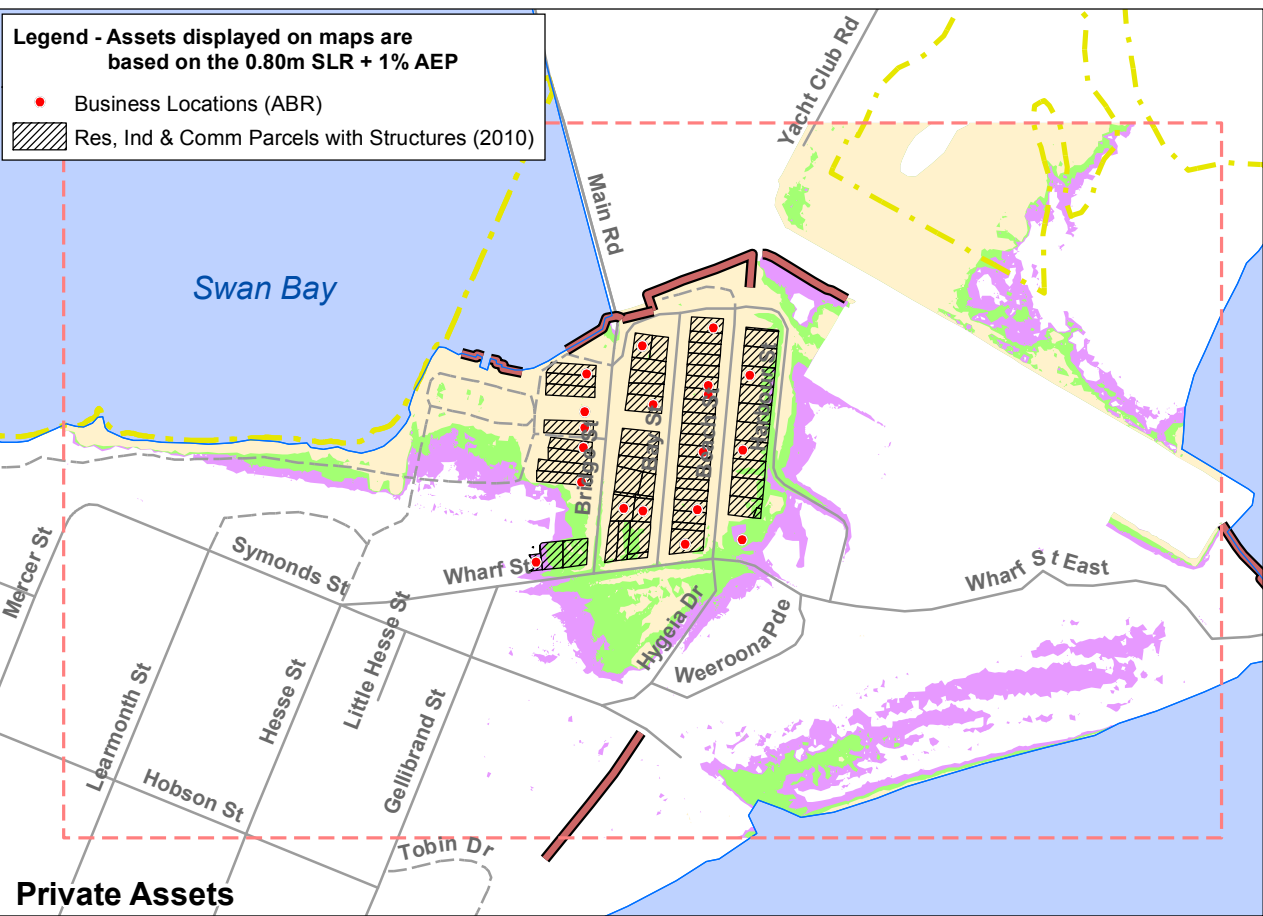 Legend - Assets displayed on maps are
based on the 0.80m SLR + 1% AEP
Business Locations (ABR)
Res, Ind & Comm Parcels with Structures (2010)
Yacht Club Rd
Main Rd
Swan Bay
Bridge St
Bay St
Beach St
Harbour St
Mercer St
Symonds St
Wharf St
Wharf St East
Hygeia Dr
Weeroona Pde
Learmonth St
Hesse St
Little Hesse St
Gellibrand St
Hobson St
Tobin Dr
Private Assets